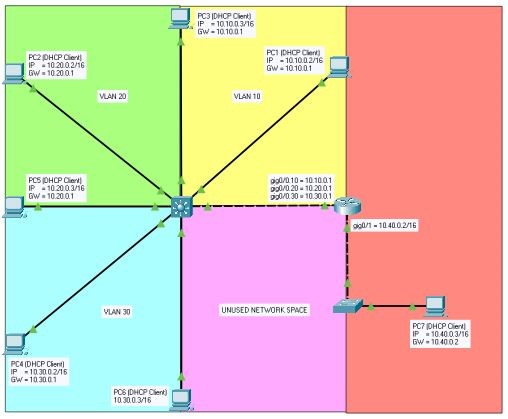 PC3 (DHCP Client)
IP = 10.10.0.3/16
GW = 10.10.0.1
PC2 (DHCP Client)
IP = 10.20.0.2/16
GW = 10.20.0.1
PC1 (DHCP Client)
IP = 10.10.0.2/16
GW = 10.10.0.1
VLAN 20
VLAN 10
PC5 (DHCP Client)
IP = 10.20.0.3/16
GW = 10.20.0.1
gig0/0.10 = 10.10.0.1
gig0/0.20 = 10.20.0.1
gig0/0.30 = 10.30.0.1
gig0/1 = 10.40.0.2/16
VLAN 30
UNUSED NETWORK SPACE
PC7 (DHCP Client)
IP = 10.40.0.3/16
GW = 10.40.0.2
PC4 (DHCP Client)
IP = 10.30.0.2/16
GW = 10.30.0.1
PC6 (DHCP Client)
10.30.0.3/16